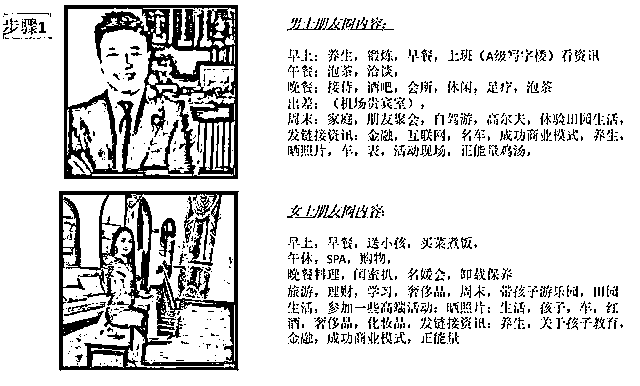 步骤1
男士朋友圈内容：
早上：养生，锻炼，早餐，上班（A级写字楼）看资讯
午餐：泡茶，洽谈，
晚餐：接待，酒吧，会所，休闲，足疗，泡茶
出差：（机场贵宾室），
周末：家庭，朋友聚会，自驾游，高尔夫，体验田园生活，
发链接资讯：金融，互联网，名车，成功商业模式，养生，
晒照片，车，表，活动现场，正能量鸡汤，
女士朋友圈内容：
早上：早餐，送小孩，买菜煮饭，
午休，SPA，购物，
晚餐料理，闺蜜趴，名媛会，卸载保养
旅游，理财，学习，奢侈品，周末，带孩子游乐园，田园
生活，参加一些高端活动；晒照片：生活，孩子，车，红
酒，奢侈品，化妆品，发链接资讯：养生，关于孩子教育，
金融，成功商业模式，正能量